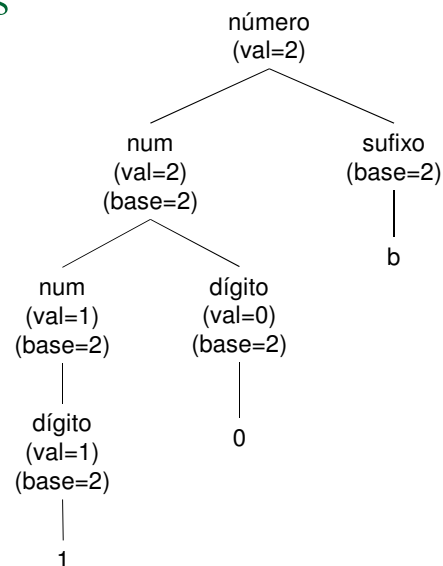 s
número
(val=2)
num
(val=2)
(base=2)
sufixo
(base=2)
b
num
(val=1)
(base=2)
dígito
(val=0)
(base=2)
dígito
(val=1)
(base=2)
0
1